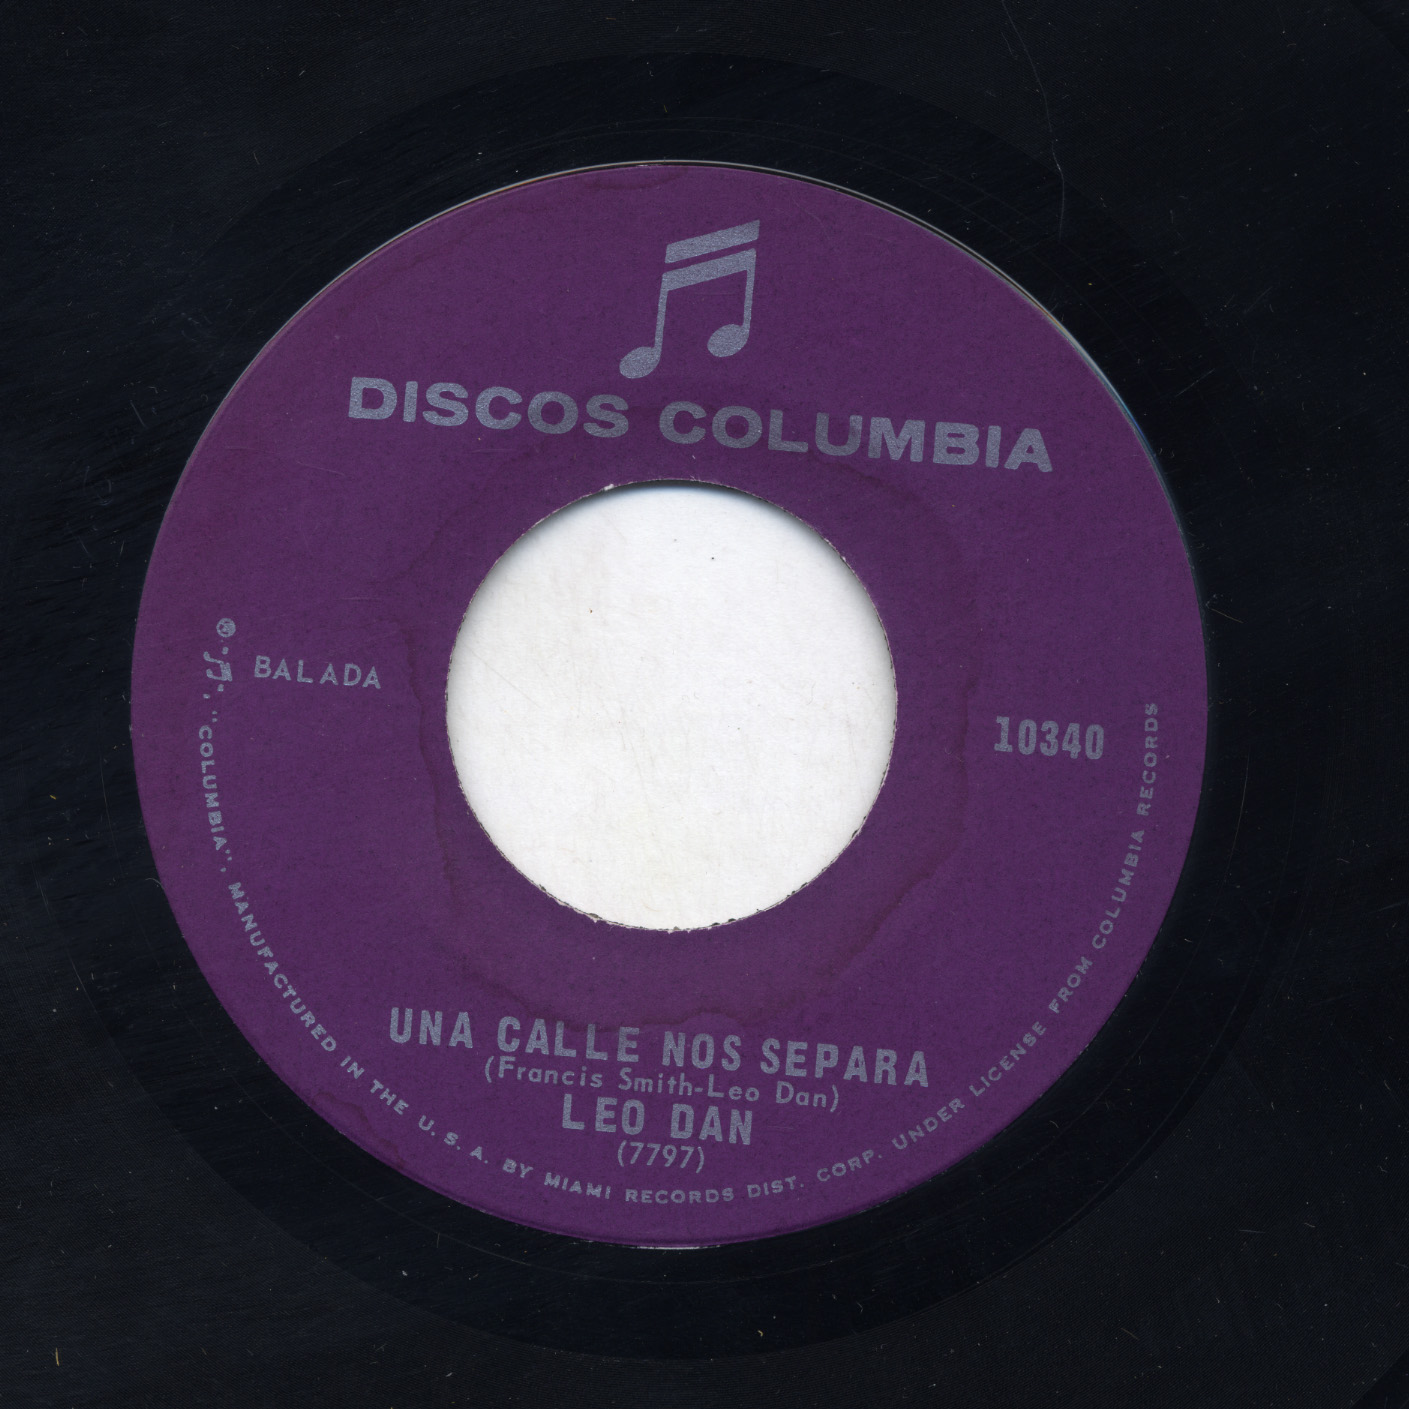 DISCOS COLUMBIA
BALADA
10340
UNA CALLE NOS SEPARA
(Francis Smith-Leo Dan)
LEO DAN
(7797)
"COLUMBIA", MANUFACTURED IN THE U. S. A. BY MIAMI RECORDS DIST. CORP. UNDER LICENSE FROM COLUMBIA RECORDS